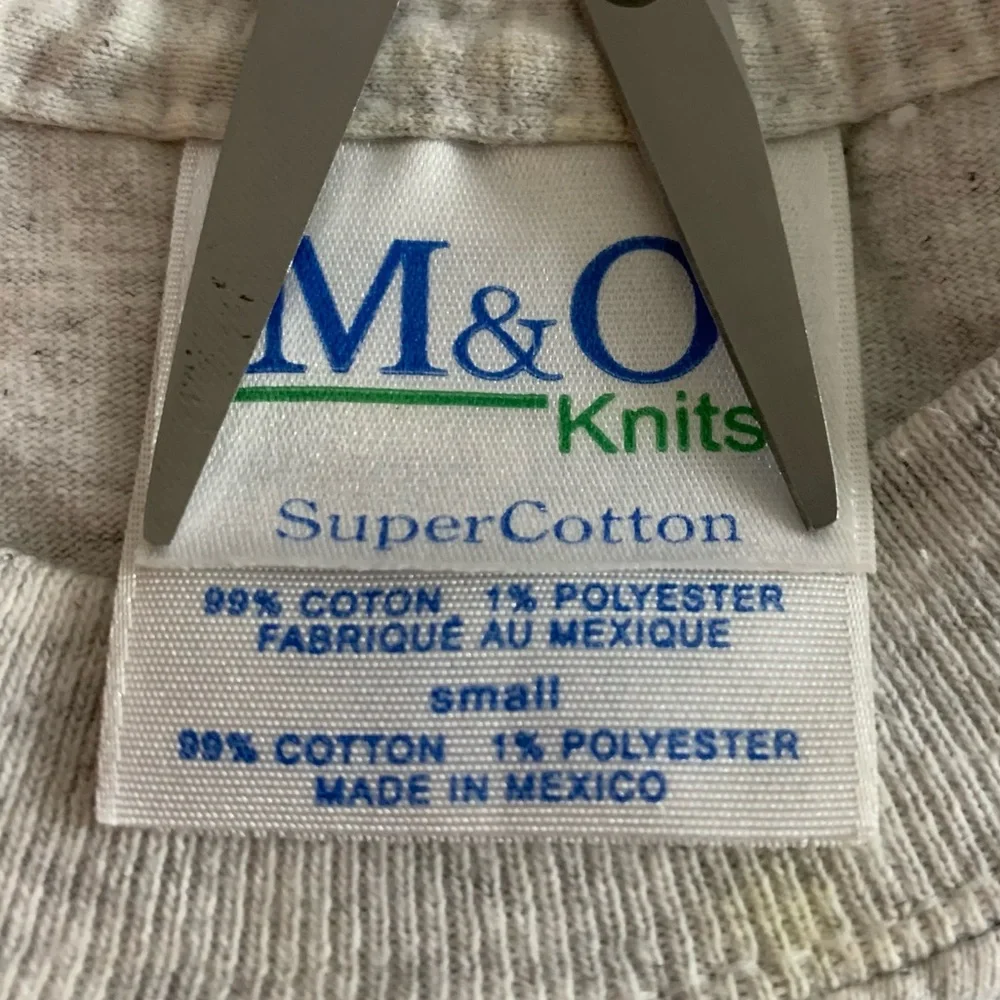 M&O
Knits
SuperCotton
99% COTON 1% POLYESTER
FABRIQUÉ AU MEXIQUE
small
99% COTTON 1% POLYESTER
MADE IN MEXICO